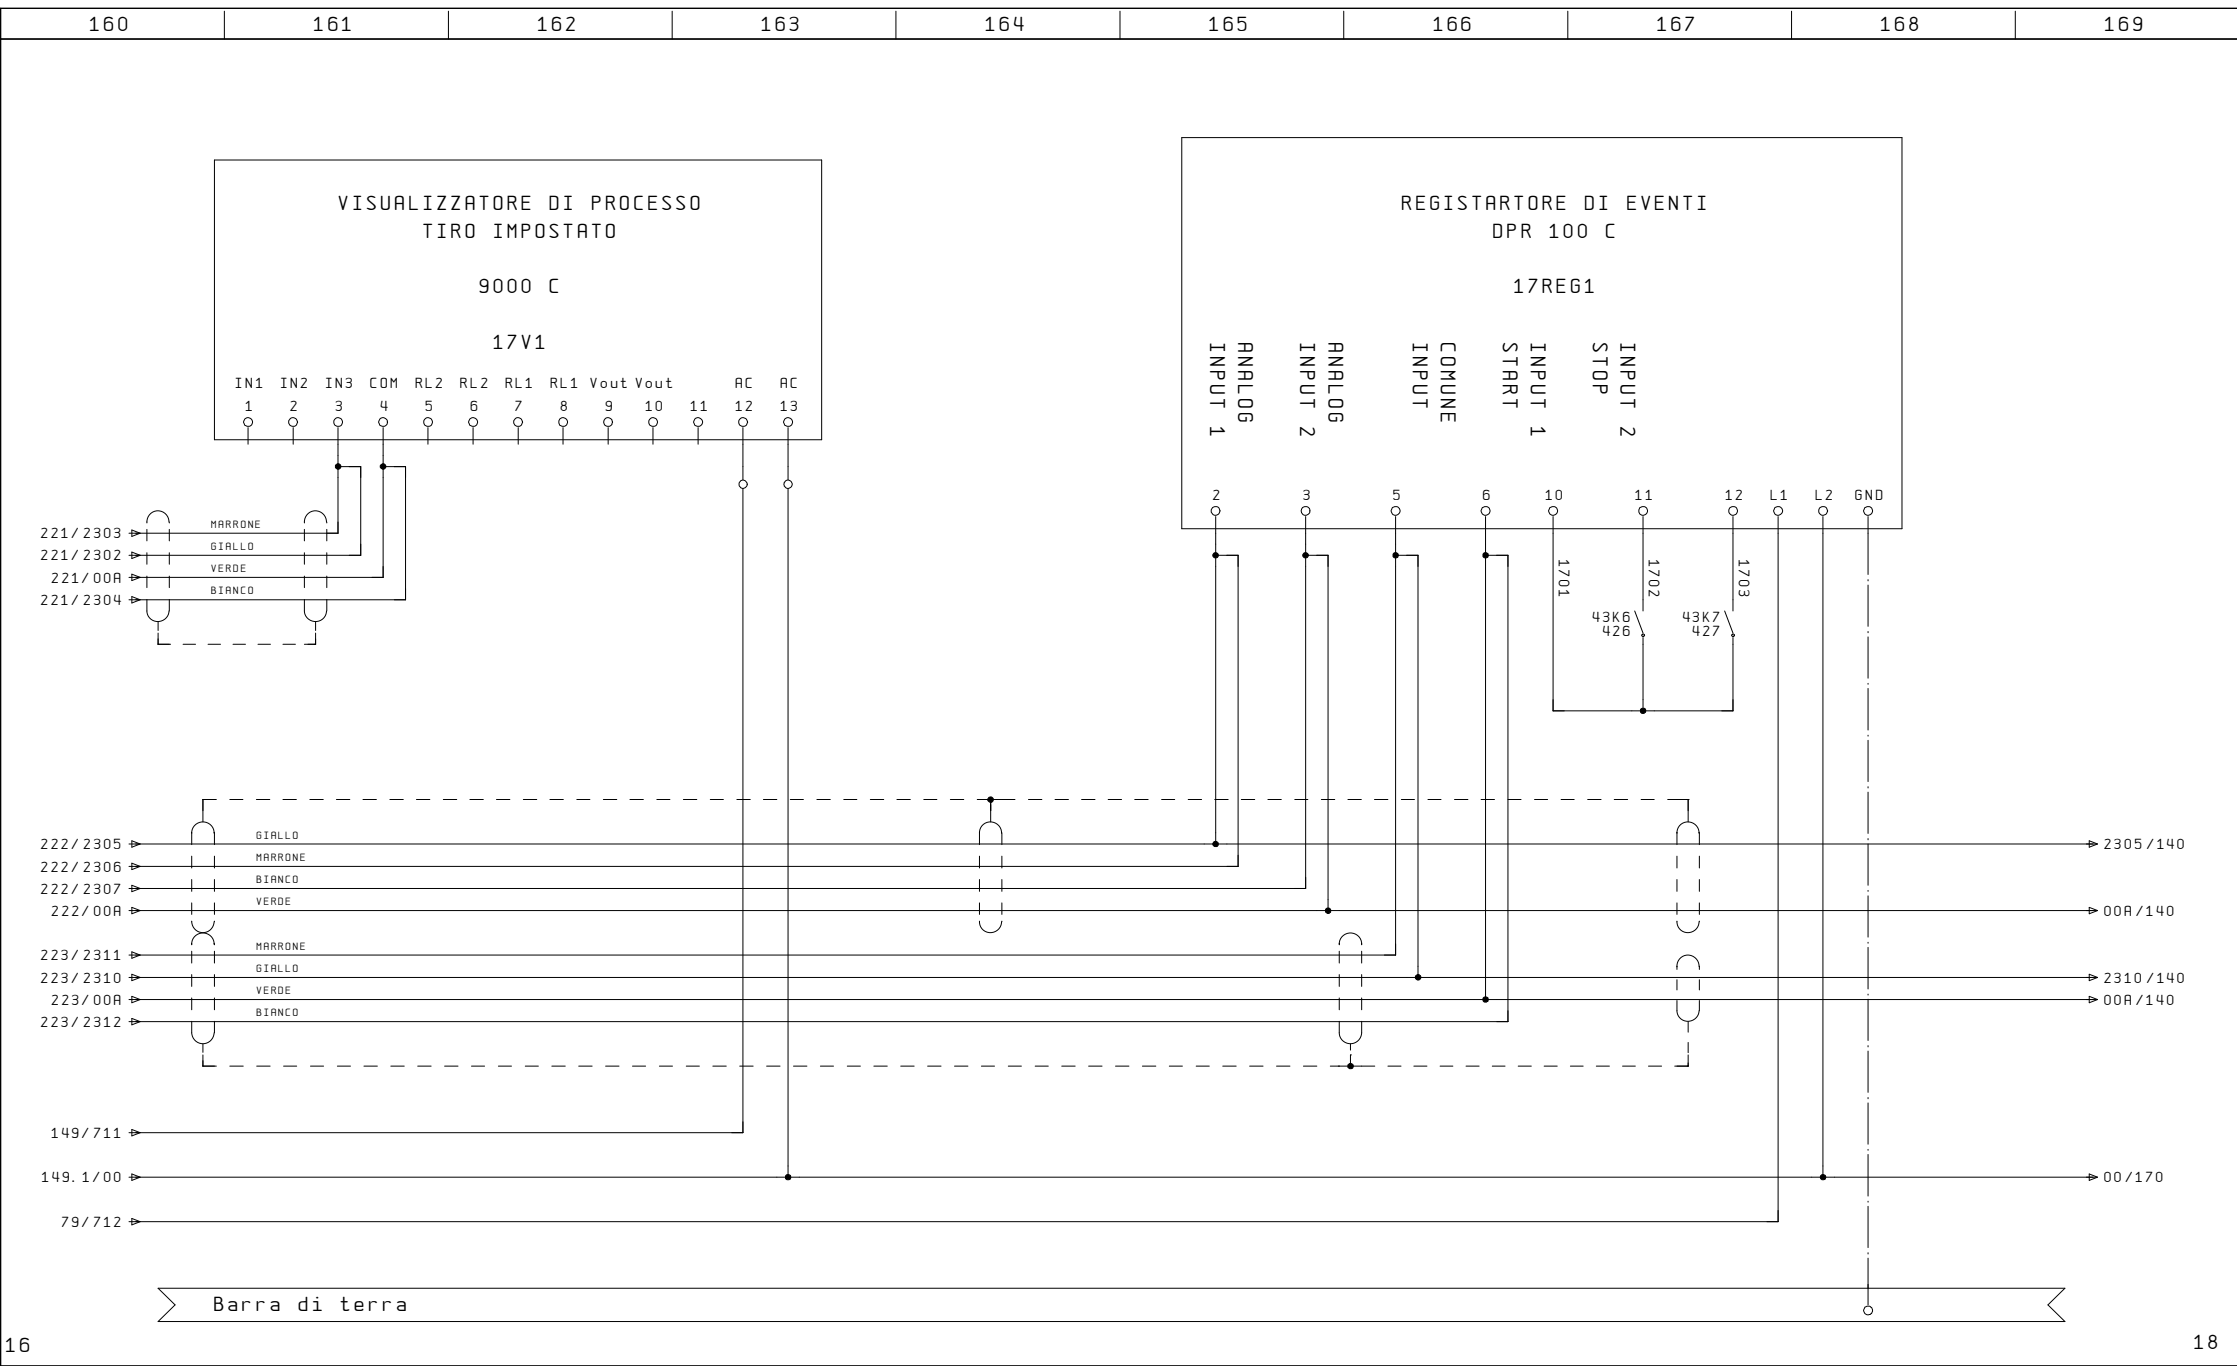 160 161 162 163 164 165 166 167 168 169
VISUALIZZATORE DI PROCESSO
TIRO IMPOSTATO
9000 C
17V1
IN1 IN2 IN3 COM RL2 RL2 RL1 RL1 Vout Vout AC AC
1 2 3 4 5 6 7 8 9 10 11 12 13
REGISTARTORE DI EVENTI
DPR 100 C
17REG1
ANALOG
INPUT 1
ANALOG
INPUT 2
COMUNE
INPUT
INPUT 1
START
INPUT 2
STOP
2 3 5 6 10 11 12 L1 L2 GND
1701
1702
1703
43K6
426
43K7
427
221/2303 MARRONE
221/2302 GIALLO
221/00A VERDE
221/2304 BIANCO
222/2305 GIALLO 2305/140
222/2306 MARRONE
222/2307 BIANCO
222/00A VERDE 00A/140
223/2311 MARRONE
223/2310 GIALLO 2310/140
223/00A VERDE 00A/140
223/2312 BIANCO
149/711
149.1/00 00/170
79/712
Barra di terra
16 18